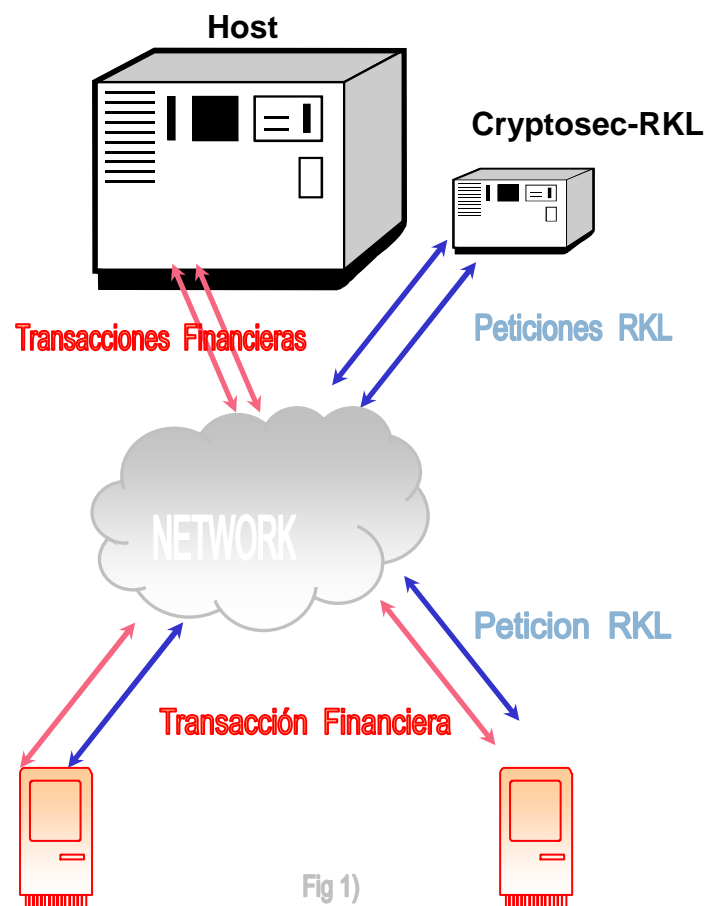 Host
Cryptosec-RKL
Transacciones Financieras
Peticiones RKL
NETWORK
Peticion RKL
Transacción Financiera
Fig 1)